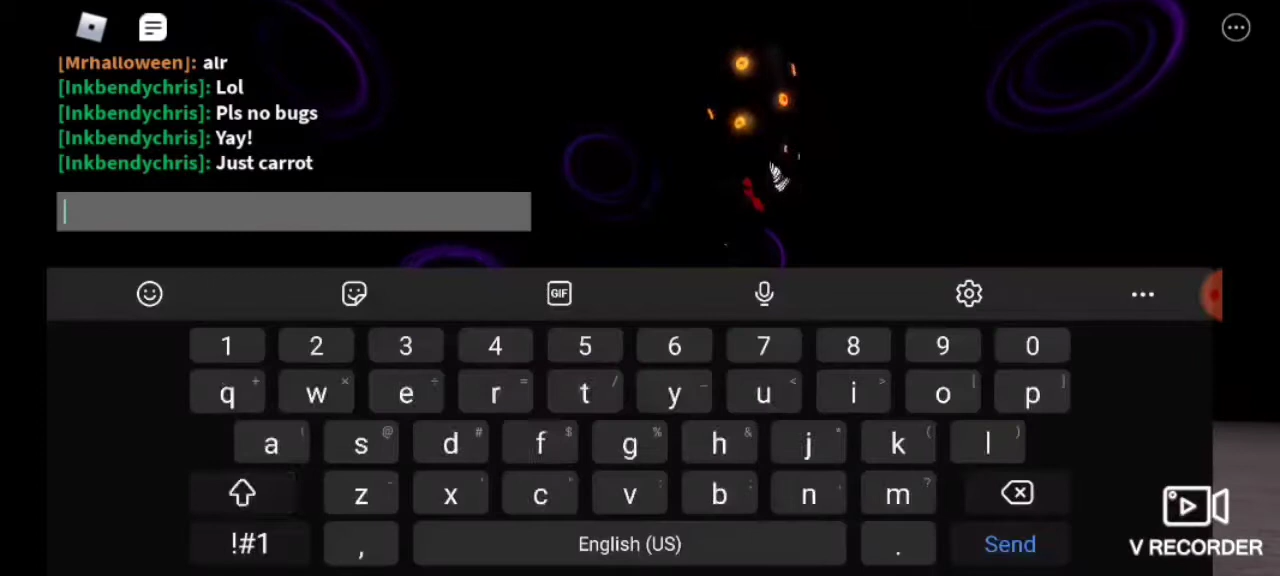 [Mrhalloween]: alr
[Inkbendychris]: Lol
[Inkbendychris]: Pls no bugs
[Inkbendychris]: Yay!
[Inkbendychris]: Just carrot
GIF
1 2 3 4 5 6 7 8 9 0
q w e r t y u i o p
a s d f g h j k l
z x c v b n m
!#1 , English (US) . Send
V RECORDER